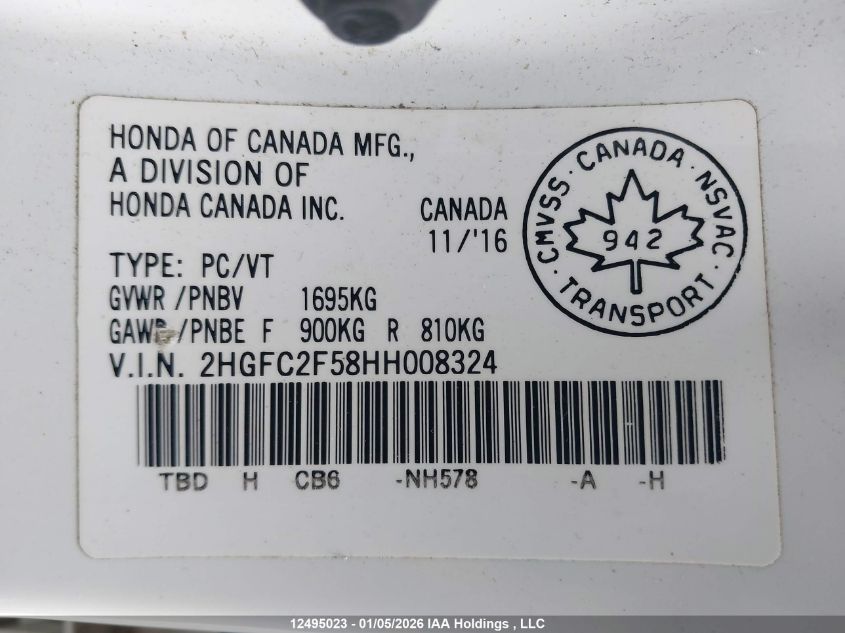 HONDA OF CANADA MFG.,
A DIVISION OF
HONDA CANADA INC.
CANADA
11/'16
TYPE: PC/VT
GVWR /PNBV 1695KG
GAWR /PNBE F 900KG R 810KG
V.I.N. 2HGFC2F58HH008324
TBD H CB6 -NH578 -A -H
CMVSS · CANADA · NSVAC ·
942
TRANSPORT ·
12495023 - 01/05/2026 IAA Holdings , LLC